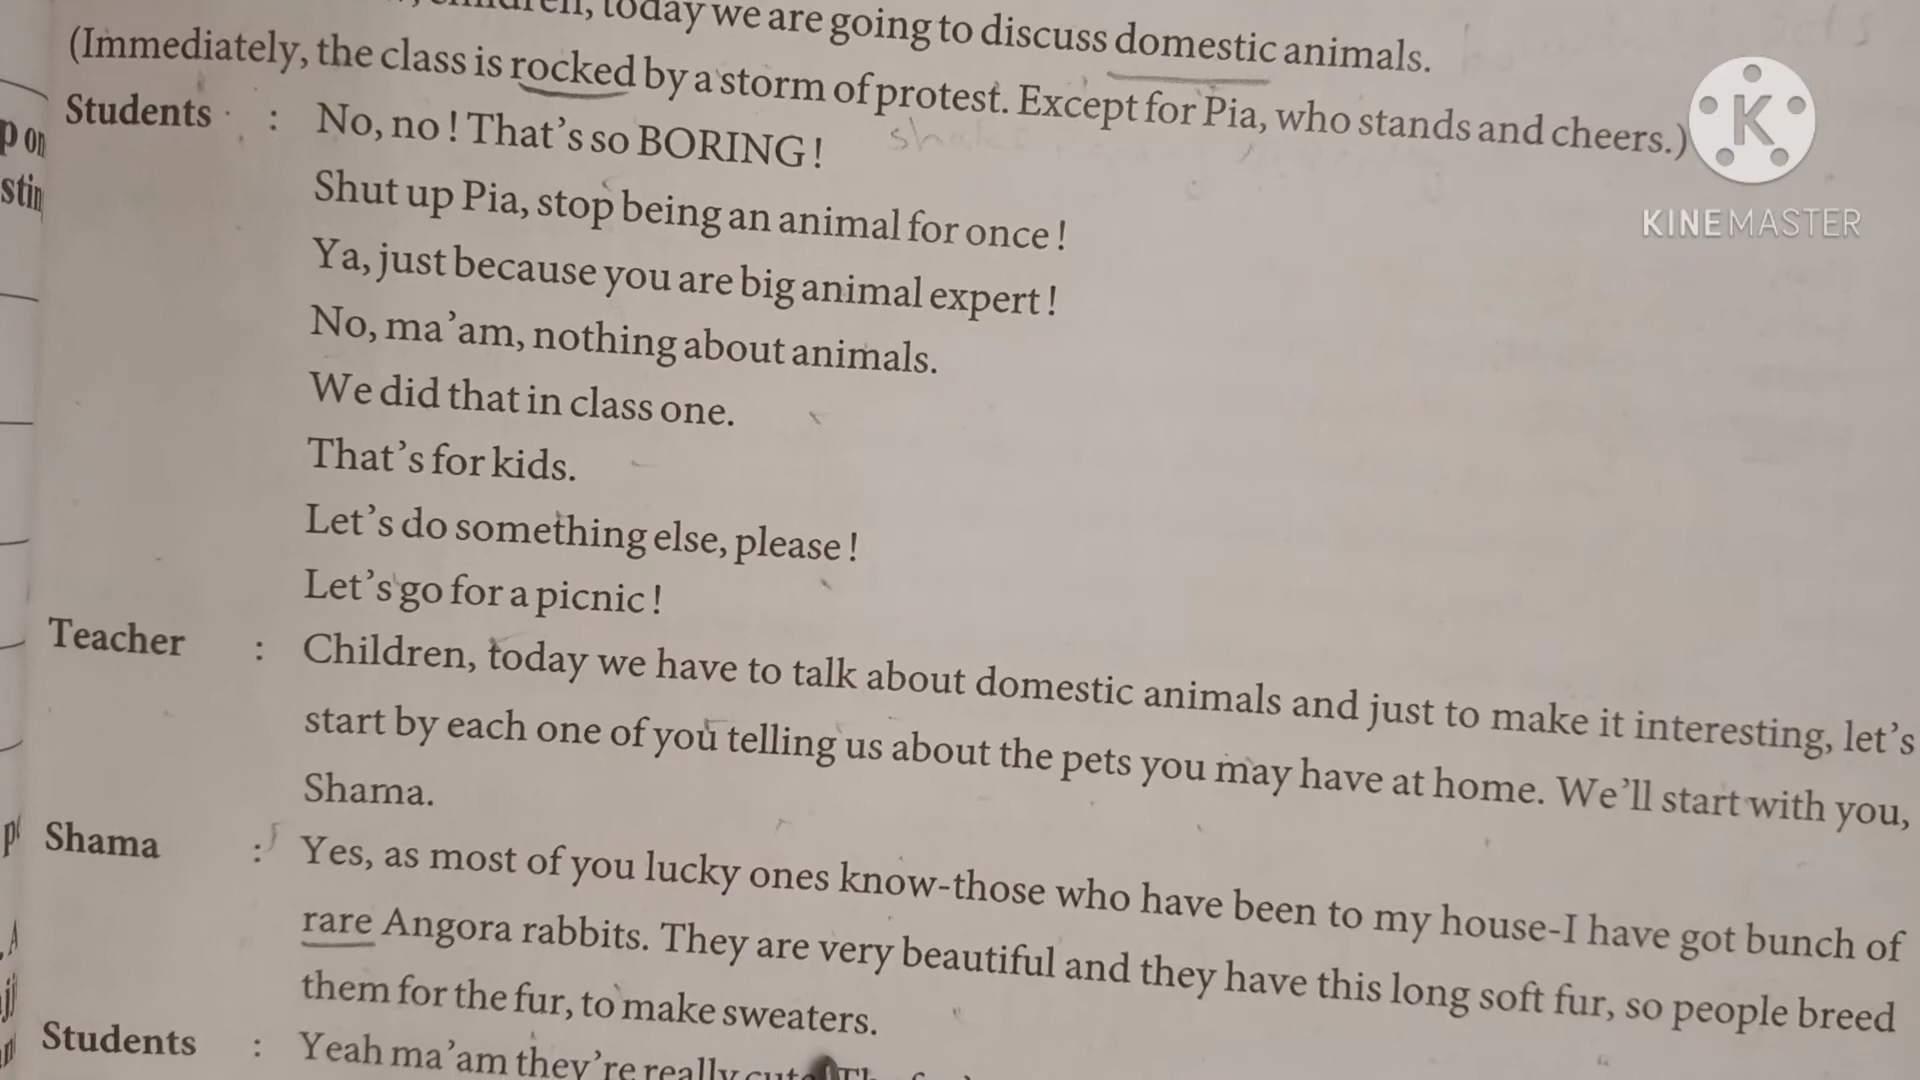 children, today we are going to discuss domestic animals.
(Immediately, the class is rocked by a storm of protest. Except for Pia, who stands and cheers.)
Students : No, no ! That's so BORING !
Shut up Pia, stop being an animal for once !
Ya, just because you are big animal expert !
No, ma'am, nothing about animals.
We did that in class one.
That's for kids.
Let's do something else, please !
Let's go for a picnic !
Teacher : Children, today we have to talk about domestic animals and just to make it interesting, let's
start by each one of you telling us about the pets you may have at home. We'll start with you,
Shama.
Shama : Yes, as most of you lucky ones know-those who have been to my house-I have got bunch of
rare Angora rabbits. They are very beautiful and they have this long soft fur, so people breed
them for the fur, to make sweaters.
Students : Yeah ma'am they're really
K
KINEMASTER